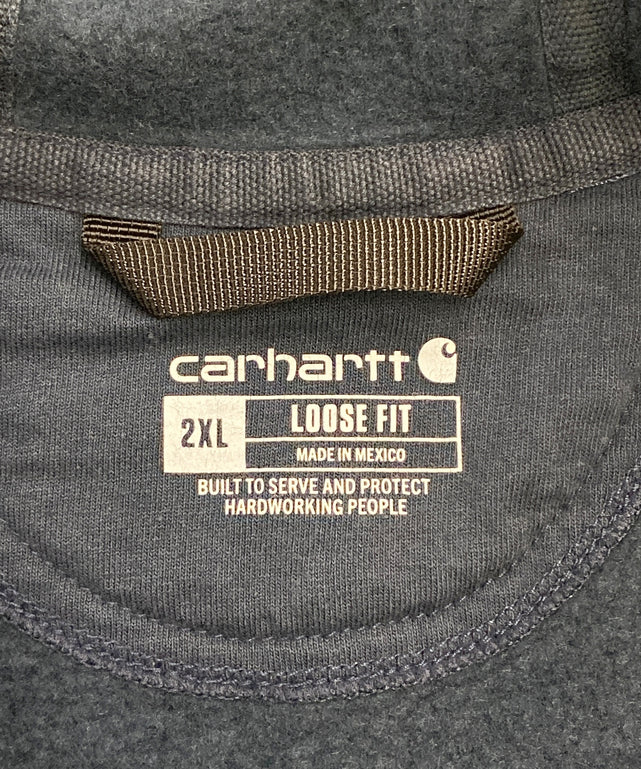 carhartt
2XL
LOOSE FIT
MADE IN MEXICO
BUILT TO SERVE AND PROTECT
HARDWORKING PEOPLE